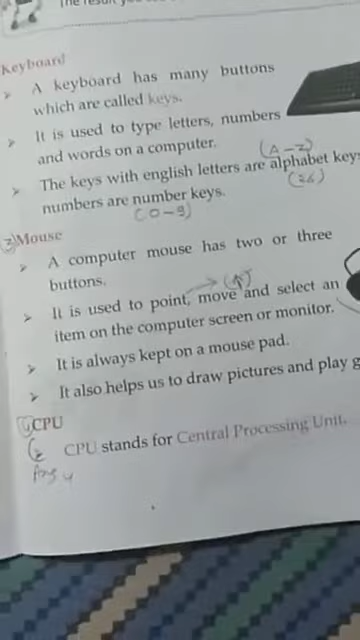 The result you
Keyboard
A keyboard has many buttons
which are called keys.
It is used to type letters, numbers
and words on a computer.
(A-Z)
The keys with english letters are alphabet keys
(26)
numbers are number keys.
(0-9)
3 Mouse
A computer mouse has two or three
buttons.
It is used to point, move and select an
item on the computer screen or monitor.
It is always kept on a mouse pad.
It also helps us to draw pictures and play g
CPU
CPU stands for Central Processing Unit.
Ans 4